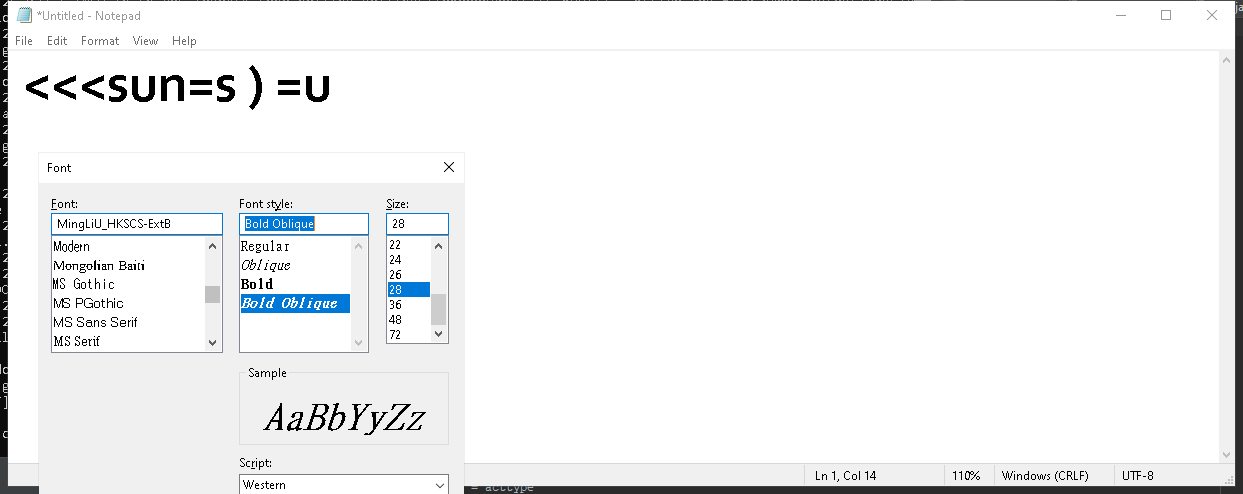 *Untitled - Notepad
File Edit Format View Help
<<<sun=s ) =u
Font
Font: Font style: Size:
MingLiU_HKSCS-ExtB Bold Oblique 28
Modern Regular 22
Mongolian Baiti Oblique 24
MS Gothic Bold 26
MS PGothic Bold Oblique 28
MS Sans Serif 36
MS Serif 48
72
Sample
AaBbYyZz
Script:
Western
Ln 1, Col 14 110% Windows (CRLF) UTF-8
= acctype